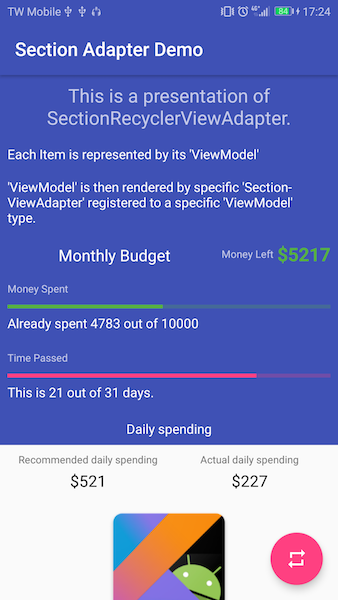 TW Mobile 84 17:24
Section Adapter Demo
This is a presentation of
SectionRecyclerViewAdapter.
Each Item is represented by its 'ViewModel'
'ViewModel' is then rendered by specific 'Section-
ViewAdapter' registered to a specific 'ViewModel'
type.
Monthly Budget Money Left $5217
Money Spent
Already spent 4783 out of 10000
Time Passed
This is 21 out of 31 days.
Daily spending
Recommended daily spending Actual daily spending
$521 $227